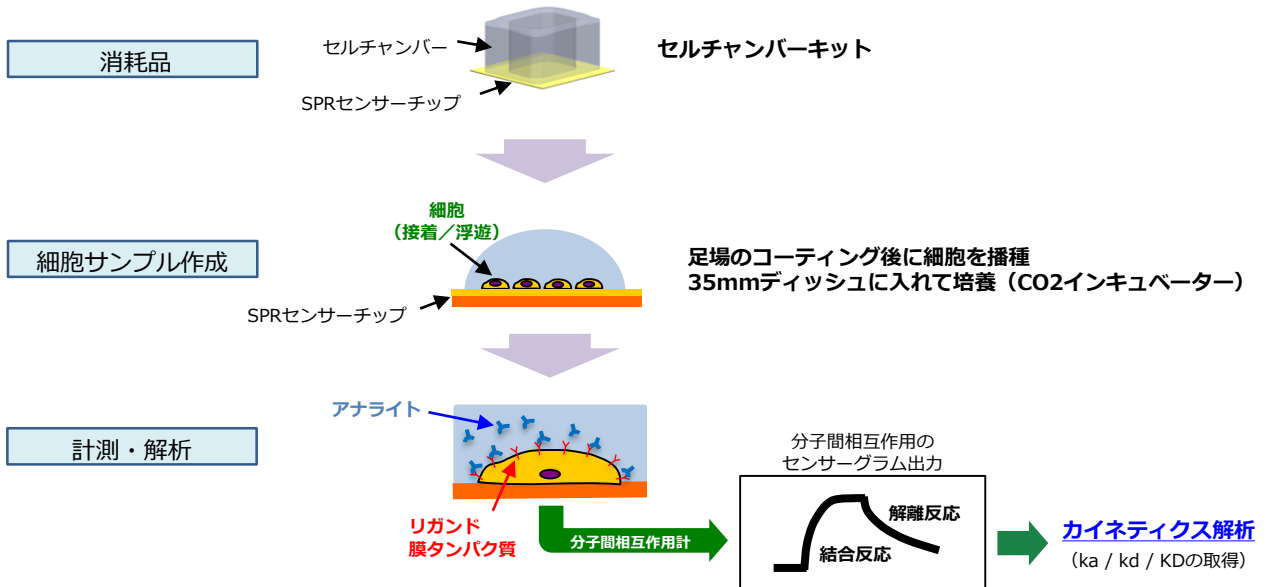 消耗品
セルチャンバー
SPRセンサーチップ
セルチャンバーキット
細胞サンプル作成
細胞
（接着／浮遊）
SPRセンサーチップ
足場のコーティング後に細胞を播種
35mmディッシュに入れて培養（CO2インキュベーター）
計測・解析
アナライト
リガンド
膜タンパク質
分子間相互作用計
分子間相互作用の
センサーグラム出力
解離反応
結合反応
カイネティクス解析
（ka / kd / KDの取得）